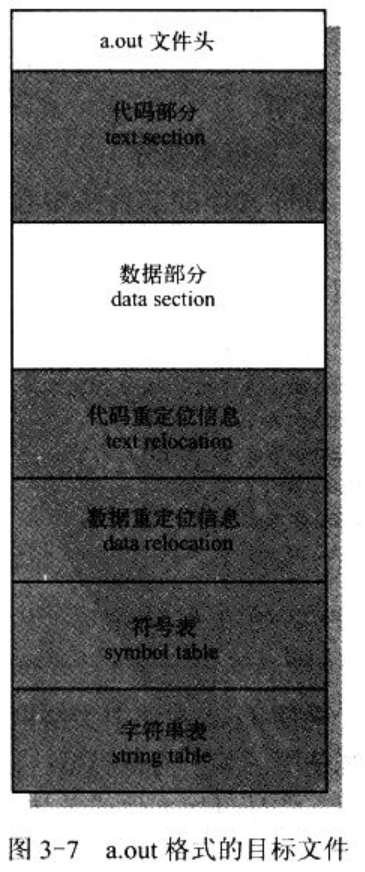 a.out 文件头
代码部分
text section
数据部分
data section
代码重定位信息
text relocation
数据重定位信息
data relocation
符号表
symbol table
字符串表
string table
图 3-7 a.out 格式的目标文件